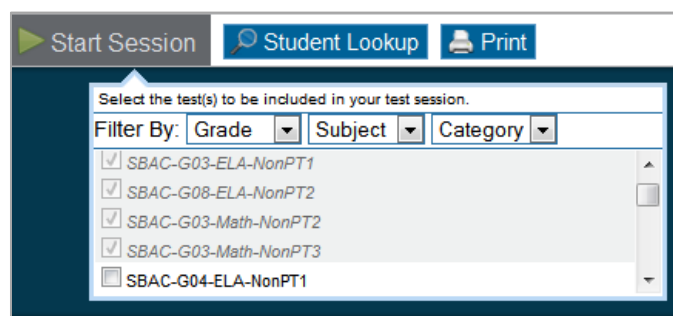 Start Session Student Lookup Print
Select the test(s) to be included in your test session.
Filter By: Grade Subject Category
SBAC-G03-ELA-NonPT1
SBAC-G08-ELA-NonPT2
SBAC-G03-Math-NonPT2
SBAC-G03-Math-NonPT3
SBAC-G04-ELA-NonPT1